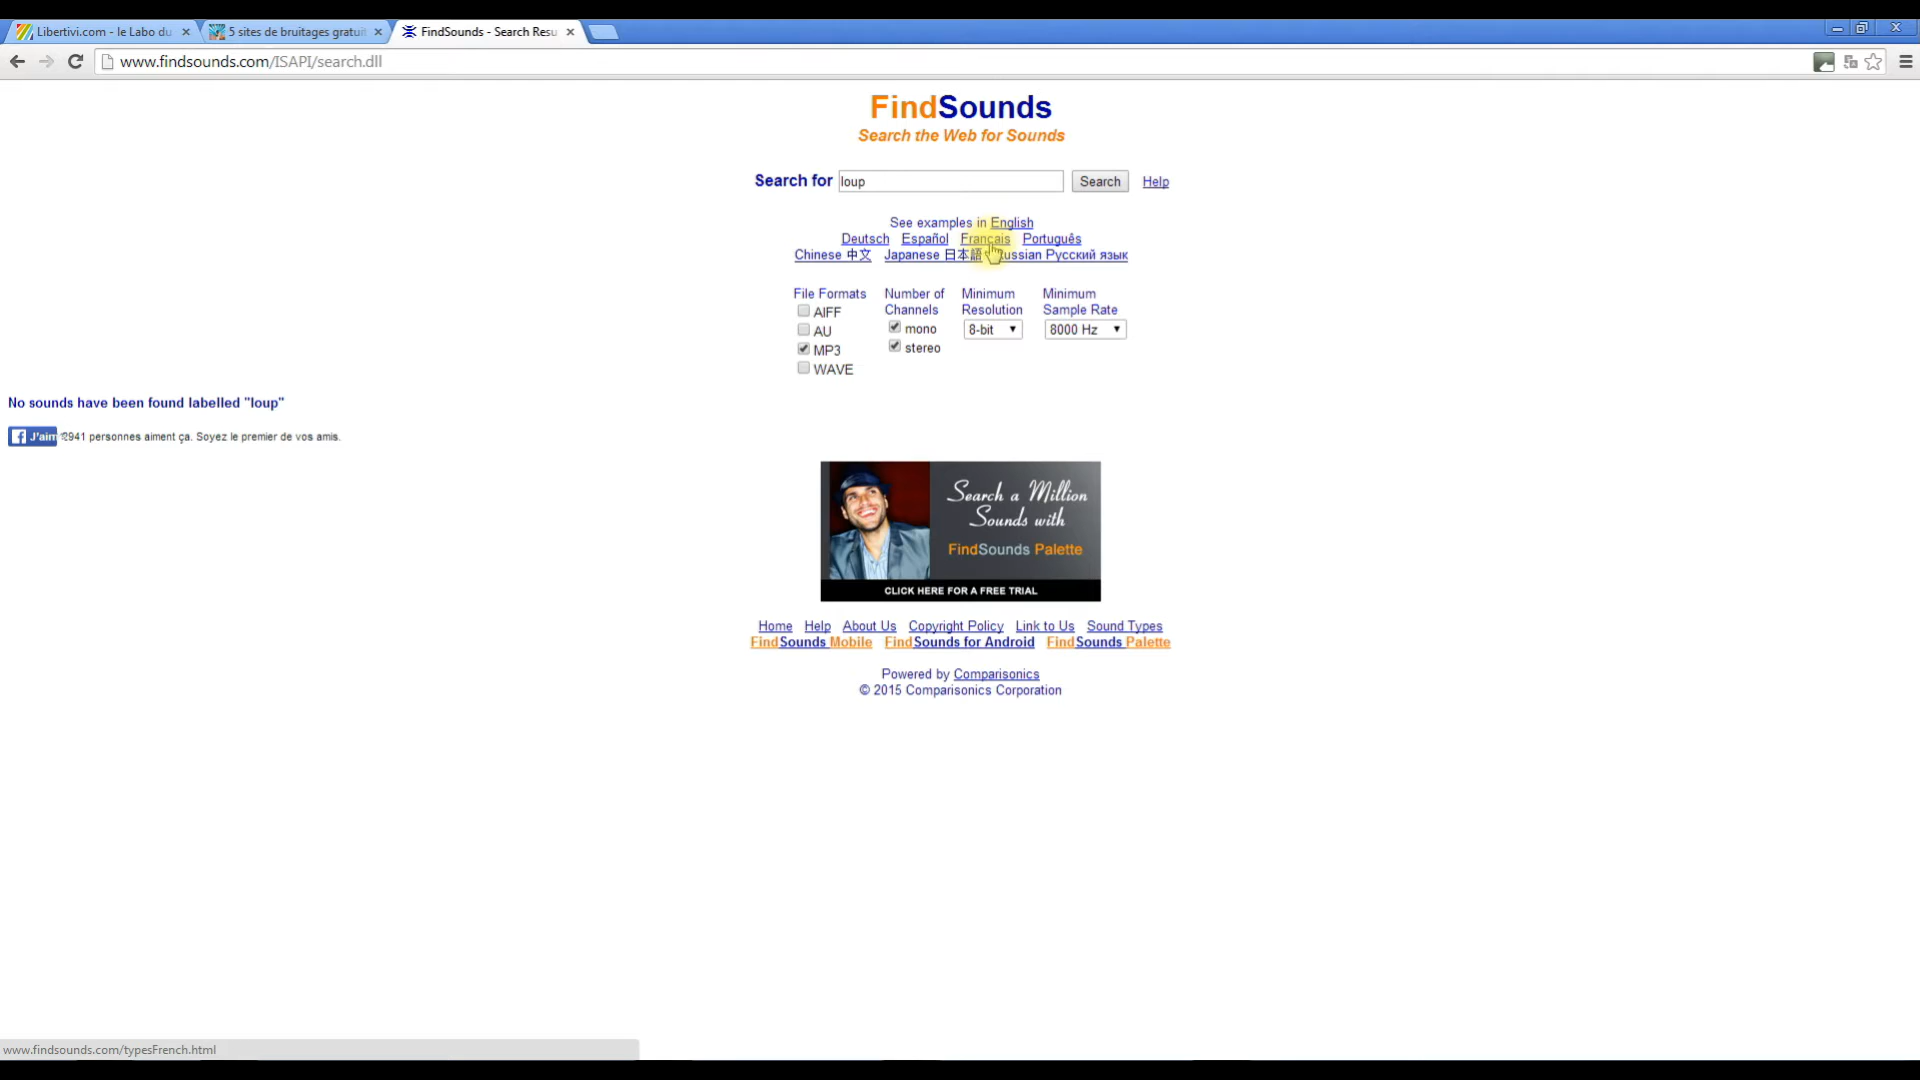 Libertivi.com - le Labo du
5 sites de bruitages gratui
FindSounds - Search Resu
www.findsounds.com/ISAPI/search.dll
FindSounds
Search the Web for Sounds
Search for loup Search Help
See examples in English
Deutsch Español Français Português
Chinese 中文 Japanese 日本語 Russian Русский язык
File Formats Number of Channels Minimum Resolution Minimum Sample Rate
AIFF mono 8-bit 8000 Hz
AU
MP3 stereo
WAVE
No sounds have been found labelled "loup"
J'aim 2941 personnes aiment ça. Soyez le premier de vos amis.
Search a Million
Sounds with
FindSounds Palette
CLICK HERE FOR A FREE TRIAL
Home Help About Us Copyright Policy Link to Us Sound Types
FindSounds Mobile FindSounds for Android FindSounds Palette
Powered by Comparisonics
© 2015 Comparisonics Corporation
www.findsounds.com/typesFrench.html